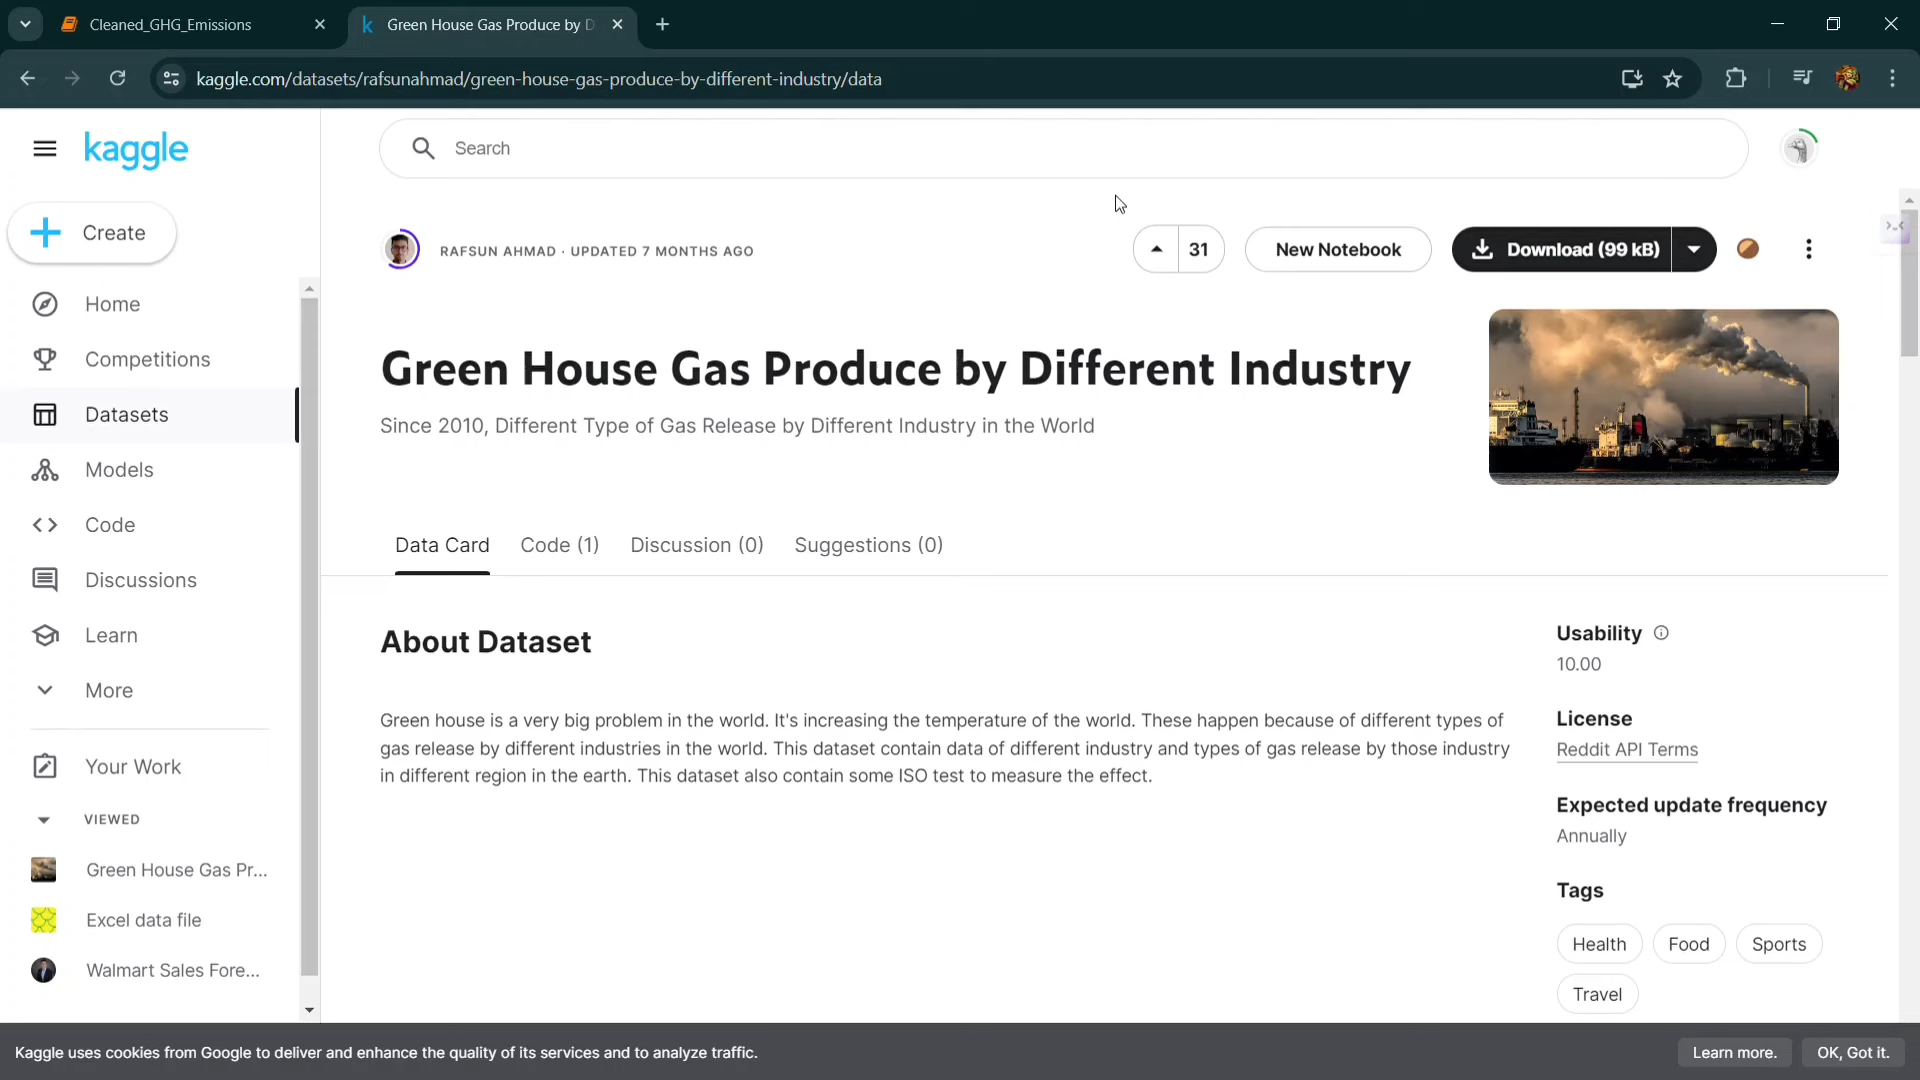 Cleaned_GHG_Emissions
Green House Gas Produce by D
kaggle.com/datasets/rafsunahmad/green-house-gas-produce-by-different-industry/data
kaggle
Search
Create
RAFSUN AHMAD · UPDATED 7 MONTHS AGO
31
New Notebook
Download (99 kB)
Home
Competitions
Datasets
Models
Code
Discussions
Learn
More
Your Work
VIEWED
Green House Gas Pr...
Excel data file
Walmart Sales Fore...
Green House Gas Produce by Different Industry
Since 2010, Different Type of Gas Release by Different Industry in the World
Data Card
Code (1)
Discussion (0)
Suggestions (0)
About Dataset
Green house is a very big problem in the world. It's increasing the temperature of the world. These happen because of different types of
gas release by different industries in the world. This dataset contain data of different industry and types of gas release by those industry
in different region in the earth. This dataset also contain some ISO test to measure the effect.
Usability
10.00
License
Reddit API Terms
Expected update frequency
Annually
Tags
Health
Food
Sports
Travel
Kaggle uses cookies from Google to deliver and enhance the quality of its services and to analyze traffic.
Learn more.
OK, Got it.